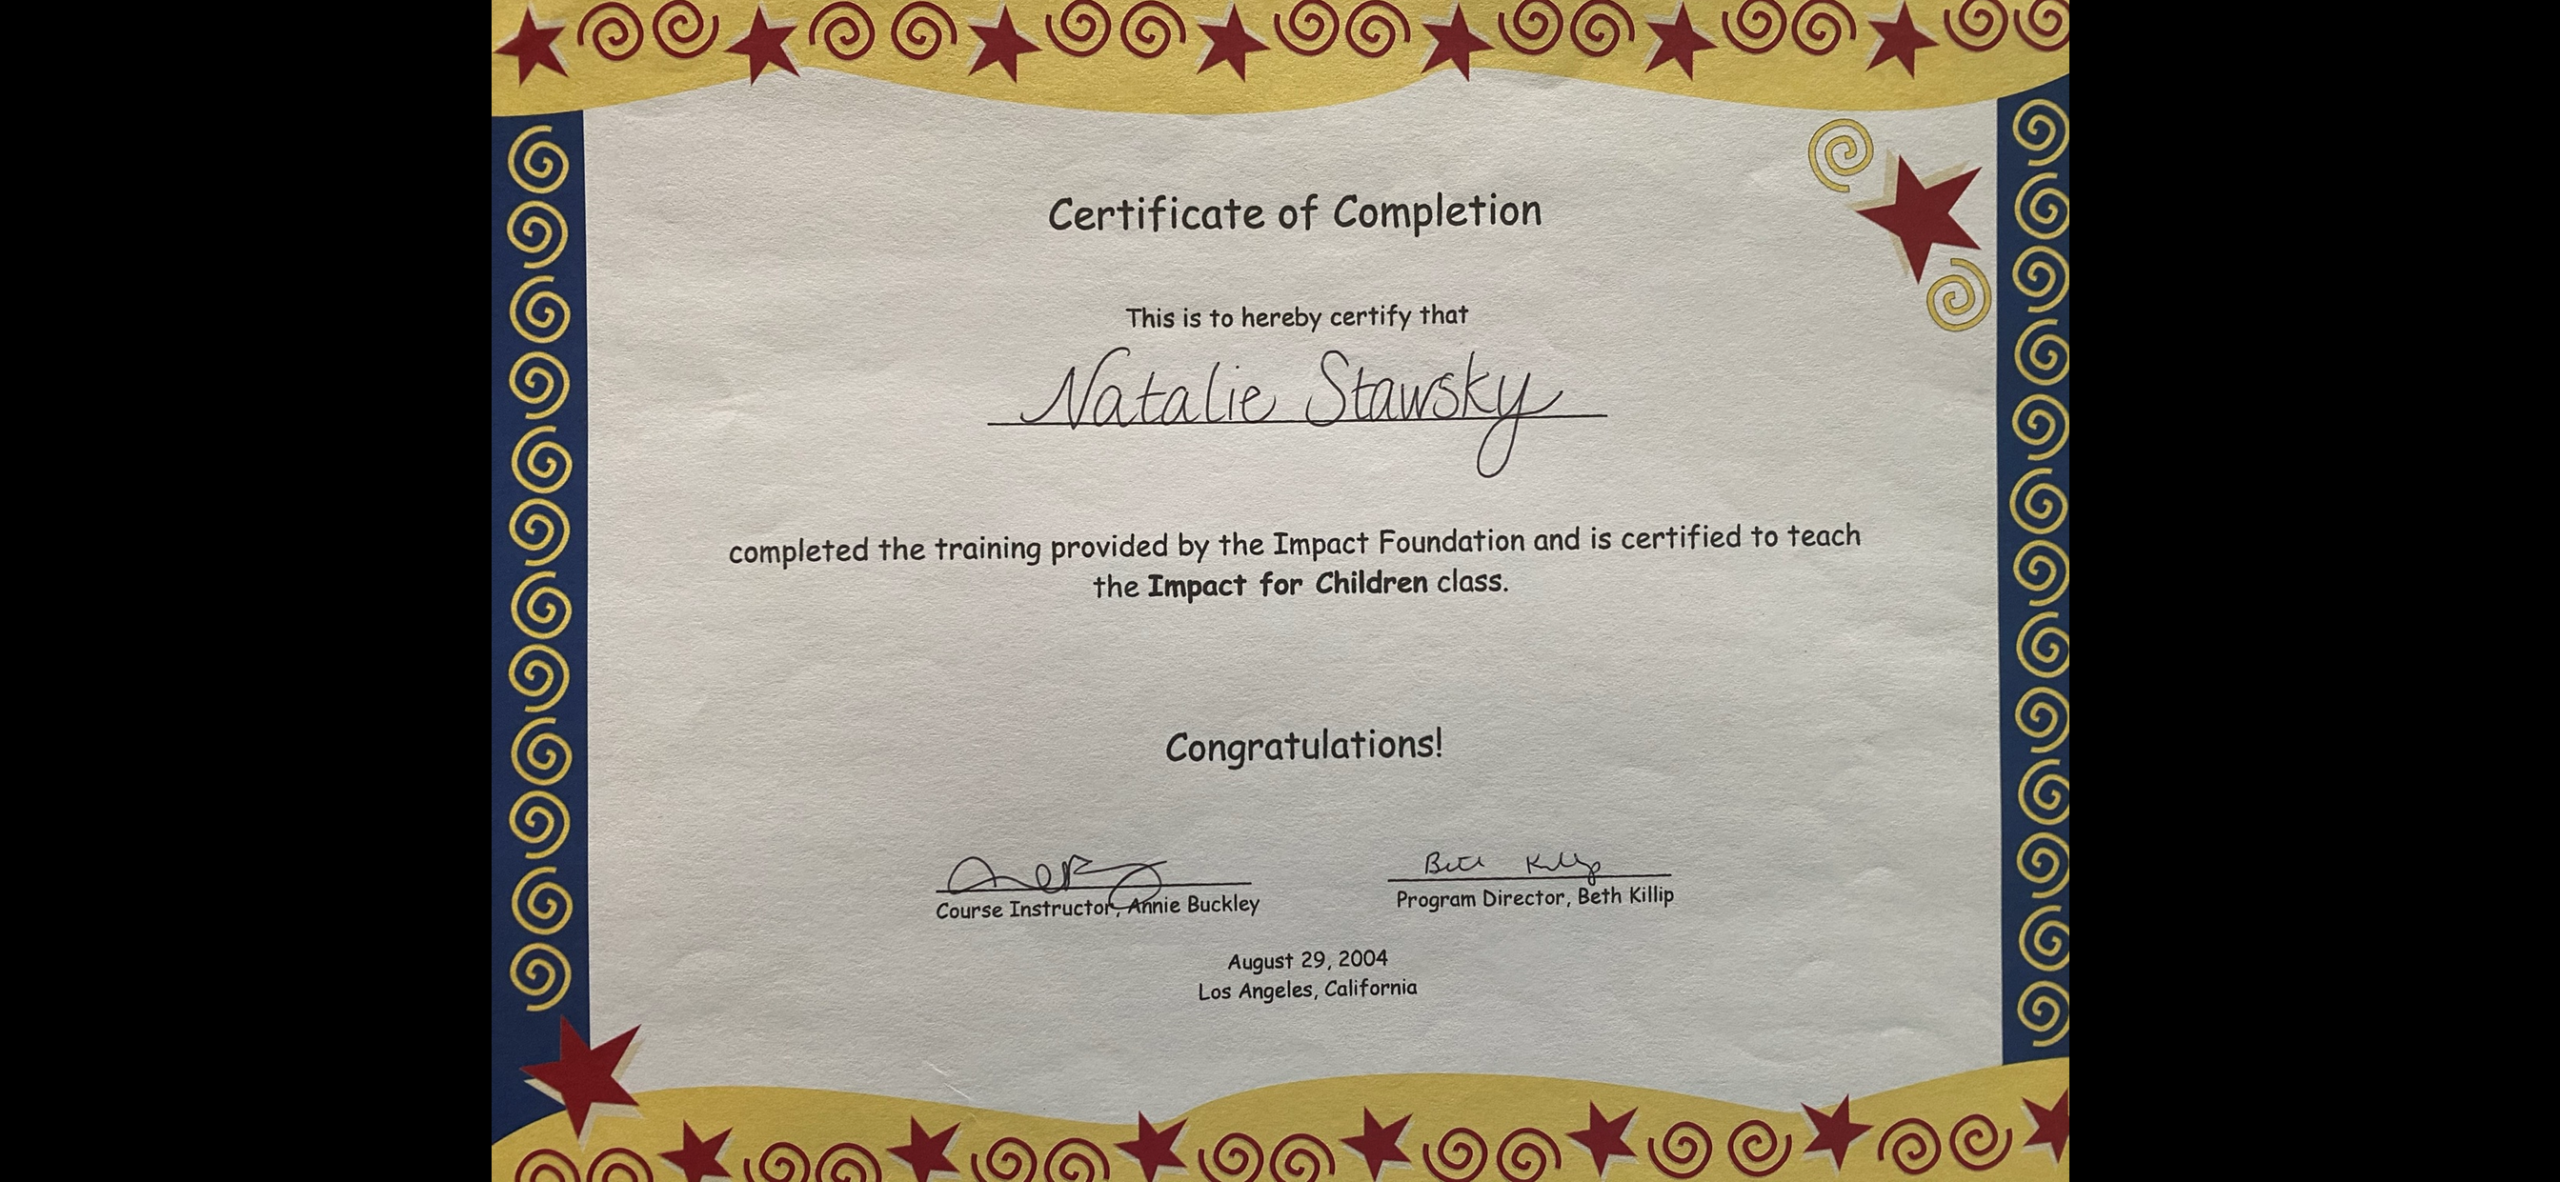 Certificate of Completion
This is to hereby certify that
Natalie Stawsky
completed the training provided by the Impact Foundation and is certified to teach
the Impact for Children class.
Congratulations!
Beth Killip
Course Instructor, Annie Buckley
Program Director, Beth Killip
August 29, 2004
Los Angeles, California